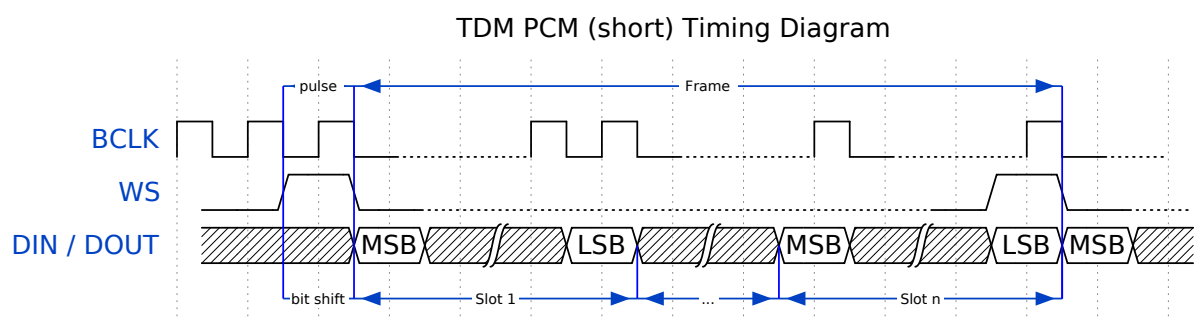 TDM PCM (short) Timing Diagram
pulse Frame
BCLK
WS
DIN / DOUT MSB LSB MSB LSB MSB
bit shift Slot 1 ... Slot n